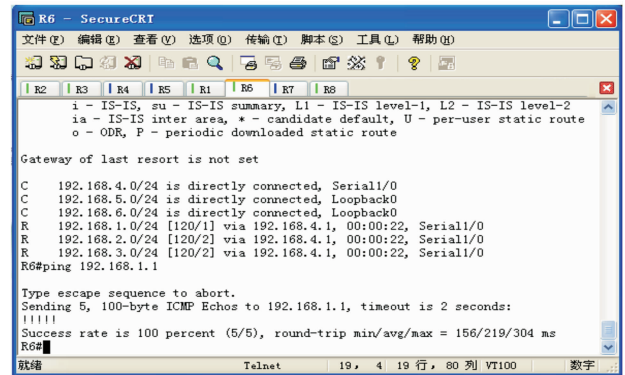 R6 - SecureCRT
文件(F) 编辑(E) 查看(V) 选项(O) 传输(T) 脚本(S) 工具(L) 帮助(H)
R2 R3 R4 R5 R1 R6 R7 R8
i - IS-IS, su - IS-IS summary, L1 - IS-IS level-1, L2 - IS-IS level-2
ia - IS-IS inter area, * - candidate default, U - per-user static route
o - ODR, P - periodic downloaded static route
Gateway of last resort is not set
C 192.168.4.0/24 is directly connected, Serial1/0
C 192.168.5.0/24 is directly connected, Loopback0
C 192.168.6.0/24 is directly connected, Loopback0
R 192.168.1.0/24 [120/1] via 192.168.4.1, 00:00:22, Serial1/0
R 192.168.2.0/24 [120/2] via 192.168.4.1, 00:00:22, Serial1/0
R 192.168.3.0/24 [120/2] via 192.168.4.1, 00:00:22, Serial1/0
R6#ping 192.168.1.1
Type escape sequence to abort.
Sending 5, 100-byte ICMP Echos to 192.168.1.1, timeout is 2 seconds:
!!!!!
Success rate is 100 percent (5/5), round-trip min/avg/max = 156/219/304 ms
R6#
就绪 Telnet 19, 4 19 行, 80 列 VT100 数字